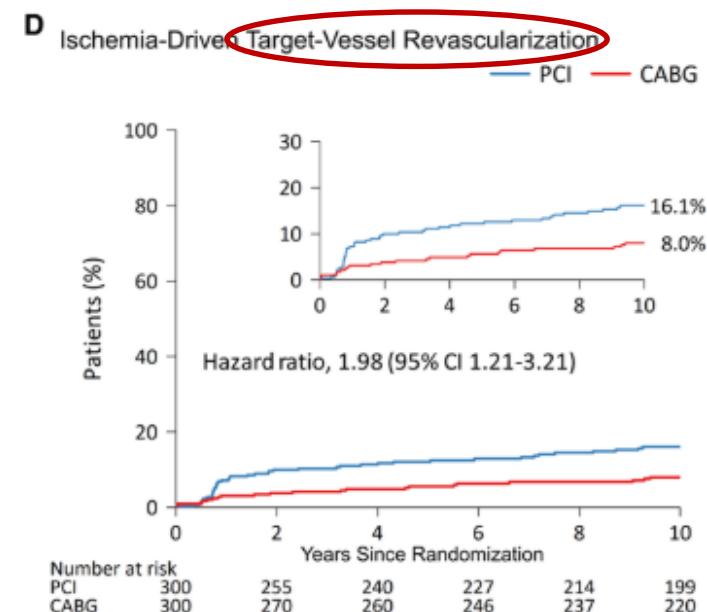 D
Ischemia-Driven Target-Vessel Revascularization
PCI CABG
100
80
60
40
20
0
Patients (%)
30
20
10
0
16.1%
8.0%
0 2 4 6 8 10
Hazard ratio, 1.98 (95% CI 1.21-3.21)
0 2 4 6 8 10
Years Since Randomization
Number at risk
PCI 300 255 240 227 214 199
CABG 300 270 260 246 237 220